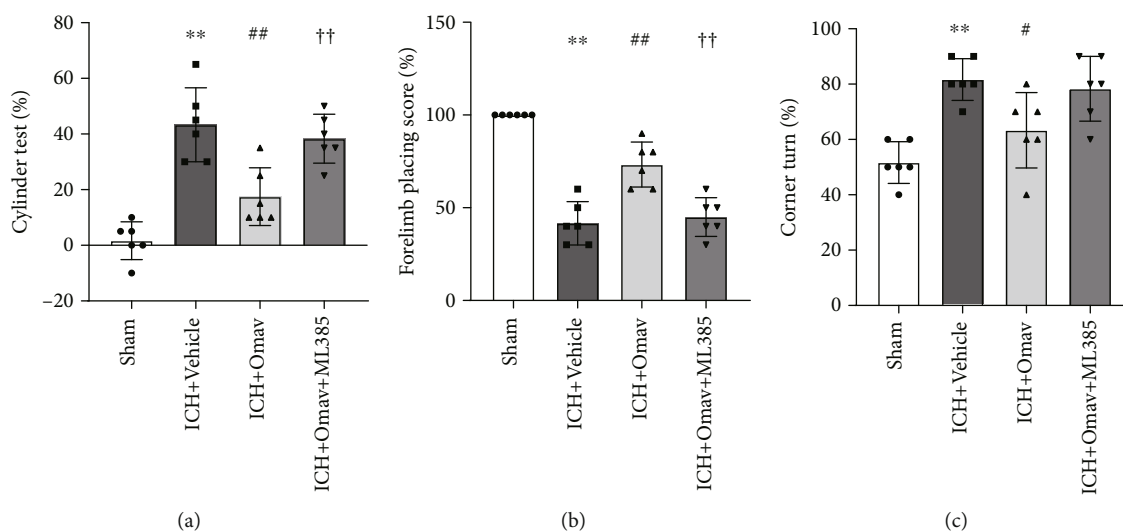 Cylinder test (%)
80
60
40
20
0
–20
**
##
††
Sham
ICH+Vehicle
ICH+Omav
ICH+Omav+ML385
(a)
Forelimb placing score (%)
150
100
50
0
**
##
††
Sham
ICH+Vehicle
ICH+Omav
ICH+Omav+ML385
(b)
Corner turn (%)
100
80
60
40
20
0
**
#
Sham
ICH+Vehicle
ICH+Omav
ICH+Omav+ML385
(c)